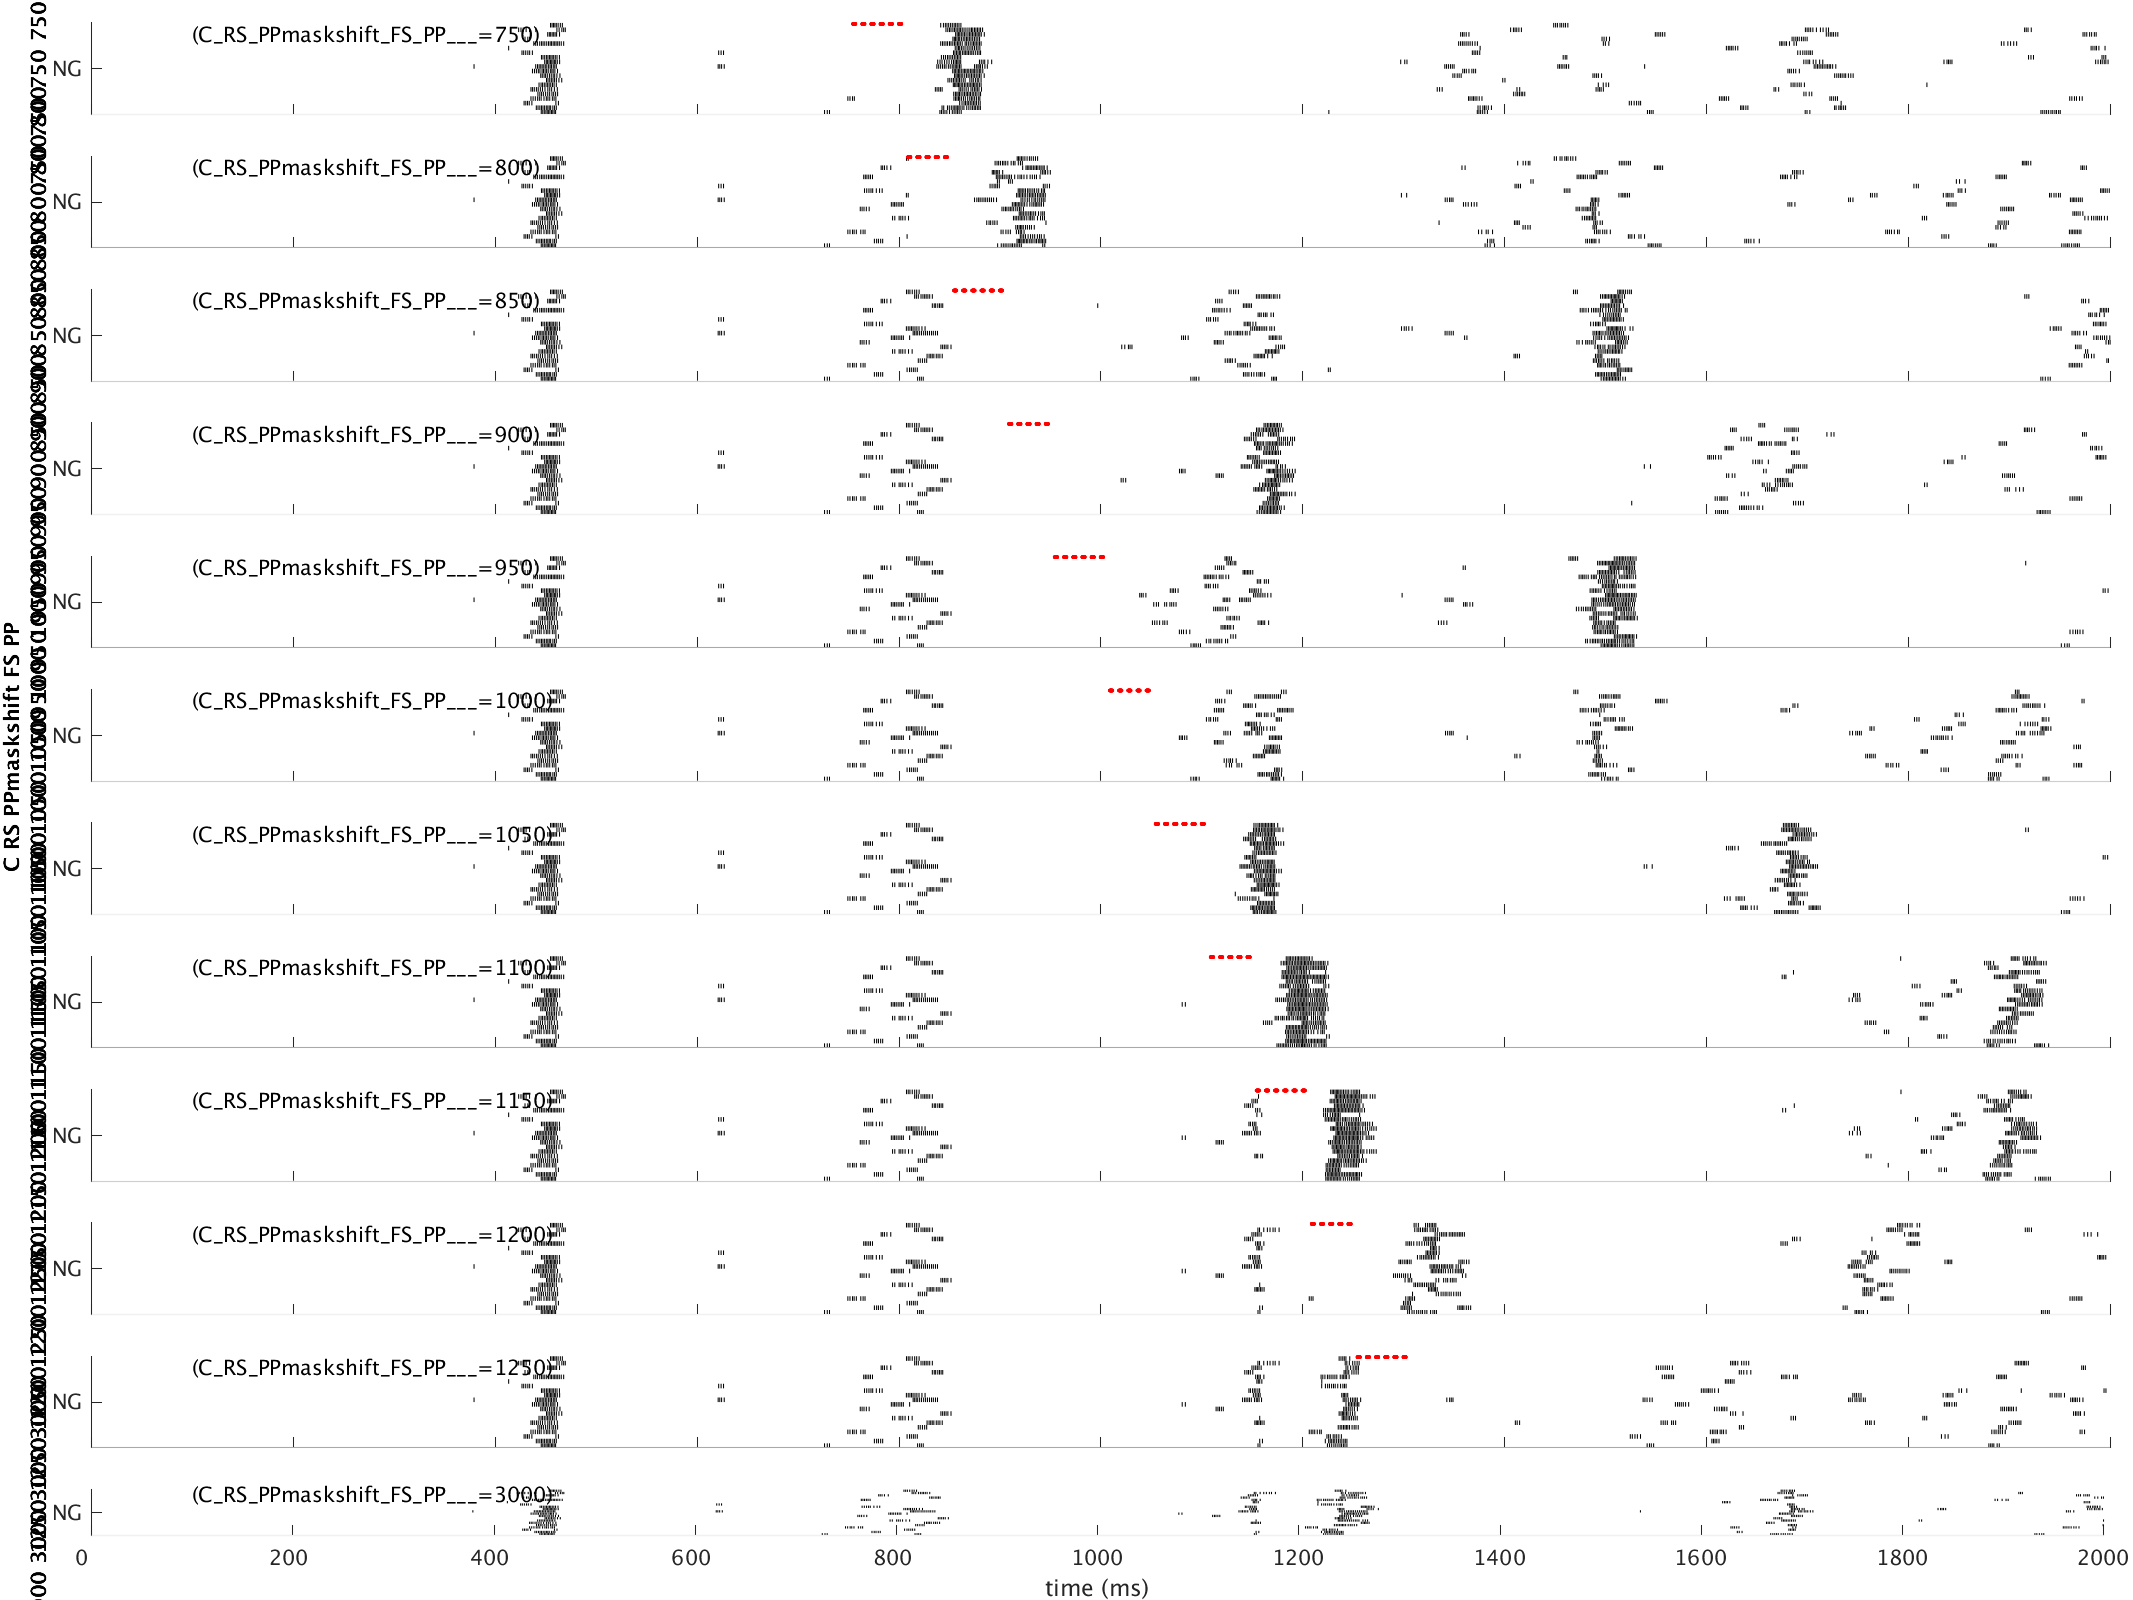 (C_RS_PPmaskshift_FS_PP___=750)
NG
(C_RS_PPmaskshift_FS_PP___=800)
NG
(C_RS_PPmaskshift_FS_PP___=850)
NG
(C_RS_PPmaskshift_FS_PP___=900)
NG
(C_RS_PPmaskshift_FS_PP___=950)
NG
(C_RS_PPmaskshift_FS_PP___=1000)
NG
(C_RS_PPmaskshift_FS_PP___=1050)
NG
(C_RS_PPmaskshift_FS_PP___=1100)
NG
(C_RS_PPmaskshift_FS_PP___=1150)
NG
(C_RS_PPmaskshift_FS_PP___=1200)
NG
(C_RS_PPmaskshift_FS_PP___=1250)
NG
(C_RS_PPmaskshift_FS_PP___=3000)
NG
0 200 400 600 800 1000 1200 1400 1600 1800 2000
time (ms)
C RS PPmaskshift FS PP
750